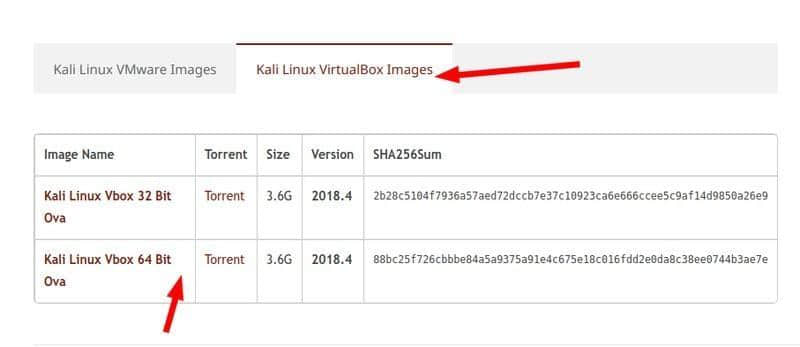 Kali Linux VMware Images Kali Linux VirtualBox Images
Image Name Torrent Size Version SHA256Sum
Kali Linux Vbox 32 Bit Torrent 3.6G 2018.4 2b28c5104f7936a57aed72dccb7e37c10923ca6e666ccee5c9af14d9850a26e9
Ova
Kali Linux Vbox 64 Bit Torrent 3.6G 2018.4 88bc25f726cbbbe84a5a9375a91e4c675e18c016fdd2e0da8c38ee0744b3ae7e
Ova